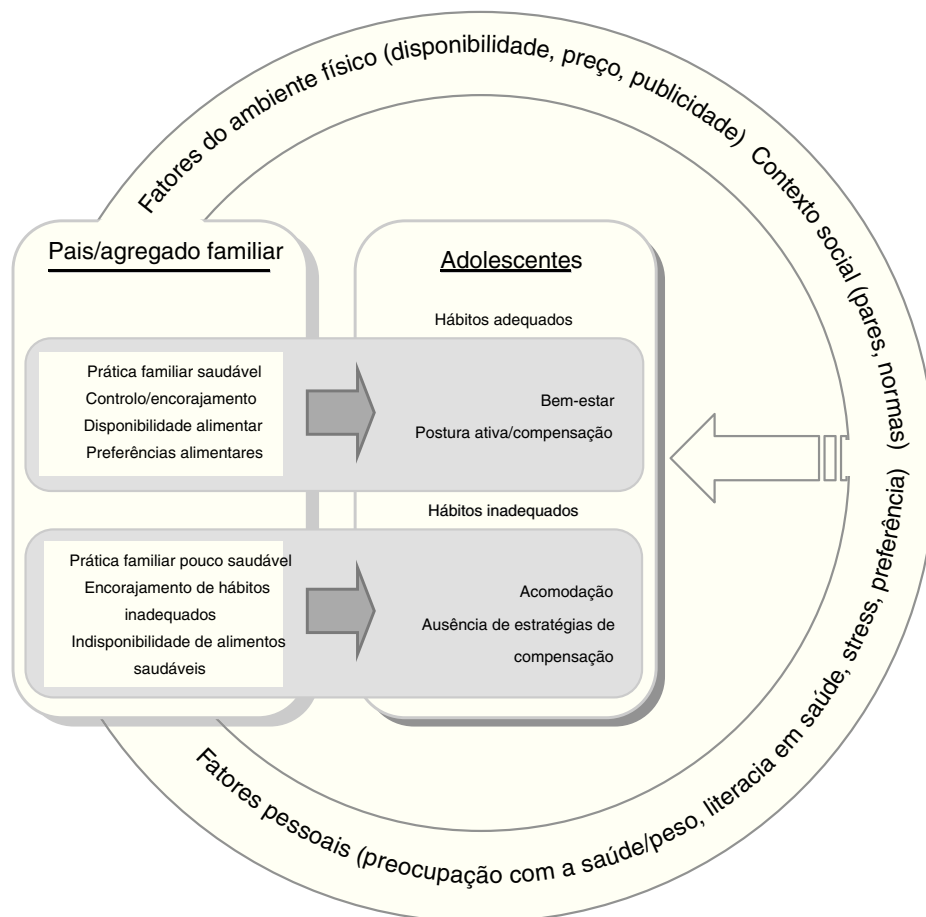 Fatores do ambiente físico (disponibilidade, preço, publicidade)
Contexto social (pares, normas)
Pais/agregado familiar
Adolescentes
Hábitos adequados
Prática familiar saudável
Controlo/encorajamento
Disponibilidade alimentar
Preferências alimentares
Bem-estar
Postura ativa/compensação
Hábitos inadequados
Prática familiar pouco saudável
Encorajamento de hábitos
inadequados
Indisponibilidade de alimentos
saudáveis
Acomodação
Ausência de estratégias de
compensação
Fatores pessoais (preocupação com a saúde/peso, literacia em saúde, stress, preferência)